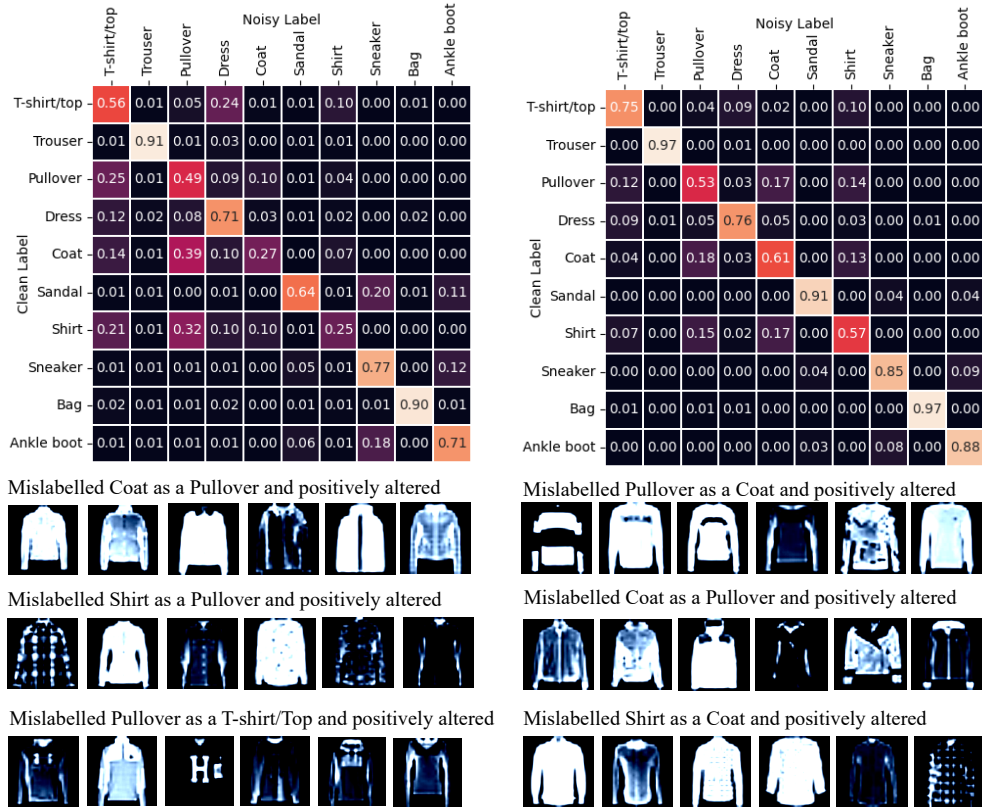 Noisy Label
T-shirt/top Trouser Pullover Dress Coat Sandal Shirt Sneaker Bag Ankle boot
Clean Label
T-shirt/top 0.56 0.01 0.05 0.24 0.01 0.01 0.10 0.00 0.01 0.00
Trouser 0.01 0.91 0.01 0.03 0.01 0.00 0.01 0.00 0.00 0.00
Pullover 0.25 0.01 0.49 0.09 0.10 0.01 0.04 0.00 0.00 0.00
Dress 0.12 0.02 0.08 0.71 0.03 0.01 0.02 0.00 0.02 0.00
Coat 0.14 0.01 0.39 0.10 0.27 0.00 0.07 0.00 0.01 0.00
Sandal 0.01 0.01 0.00 0.01 0.00 0.64 0.01 0.20 0.01 0.11
Shirt 0.21 0.01 0.32 0.10 0.10 0.01 0.25 0.00 0.00 0.00
Sneaker 0.01 0.01 0.01 0.01 0.00 0.05 0.01 0.77 0.00 0.12
Bag 0.02 0.01 0.01 0.02 0.00 0.01 0.01 0.01 0.90 0.01
Ankle boot 0.01 0.01 0.01 0.01 0.00 0.06 0.01 0.18 0.00 0.71
Noisy Label
T-shirt/top Trouser Pullover Dress Coat Sandal Shirt Sneaker Bag Ankle boot
Clean Label
T-shirt/top 0.75 0.00 0.04 0.09 0.02 0.00 0.10 0.00 0.00 0.00
Trouser 0.00 0.97 0.00 0.01 0.00 0.00 0.01 0.00 0.00 0.00
Pullover 0.12 0.00 0.53 0.03 0.17 0.00 0.14 0.00 0.00 0.00
Dress 0.09 0.01 0.05 0.76 0.05 0.00 0.03 0.00 0.01 0.00
Coat 0.04 0.00 0.18 0.03 0.61 0.00 0.13 0.00 0.00 0.00
Sandal 0.00 0.00 0.00 0.00 0.00 0.91 0.00 0.04 0.00 0.04
Shirt 0.07 0.00 0.15 0.02 0.17 0.00 0.57 0.00 0.00 0.00
Sneaker 0.00 0.00 0.00 0.00 0.00 0.04 0.00 0.85 0.00 0.09
Bag 0.01 0.00 0.01 0.01 0.00 0.00 0.00 0.00 0.97 0.00
Ankle boot 0.00 0.00 0.00 0.00 0.00 0.03 0.00 0.08 0.00 0.88
Mislabelled Coat as a Pullover and positively altered
Mislabelled Shirt as a Pullover and positively altered
Mislabelled Pullover as a T-shirt/Top and positively altered
H
Mislabelled Pullover as a Coat and positively altered
Mislabelled Coat as a Pullover and positively altered
Mislabelled Shirt as a Coat and positively altered